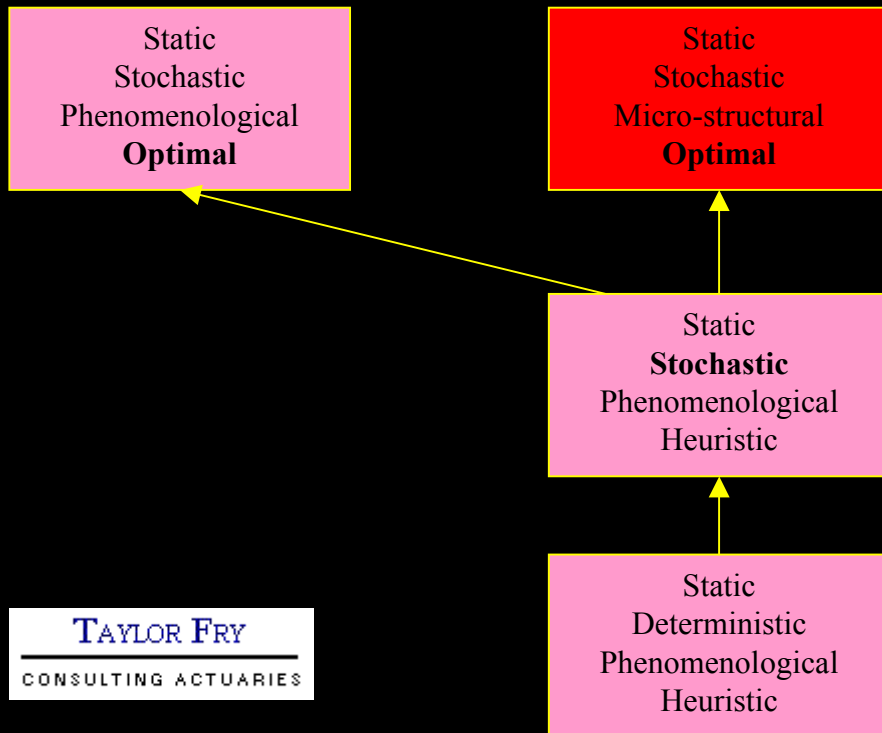 Static
Stochastic
Phenomenological
Optimal
Static
Stochastic
Micro-structural
Optimal
Static
Stochastic
Phenomenological
Heuristic
Static
Deterministic
Phenomenological
Heuristic
TAYLOR FRY
CONSULTING ACTUARIES